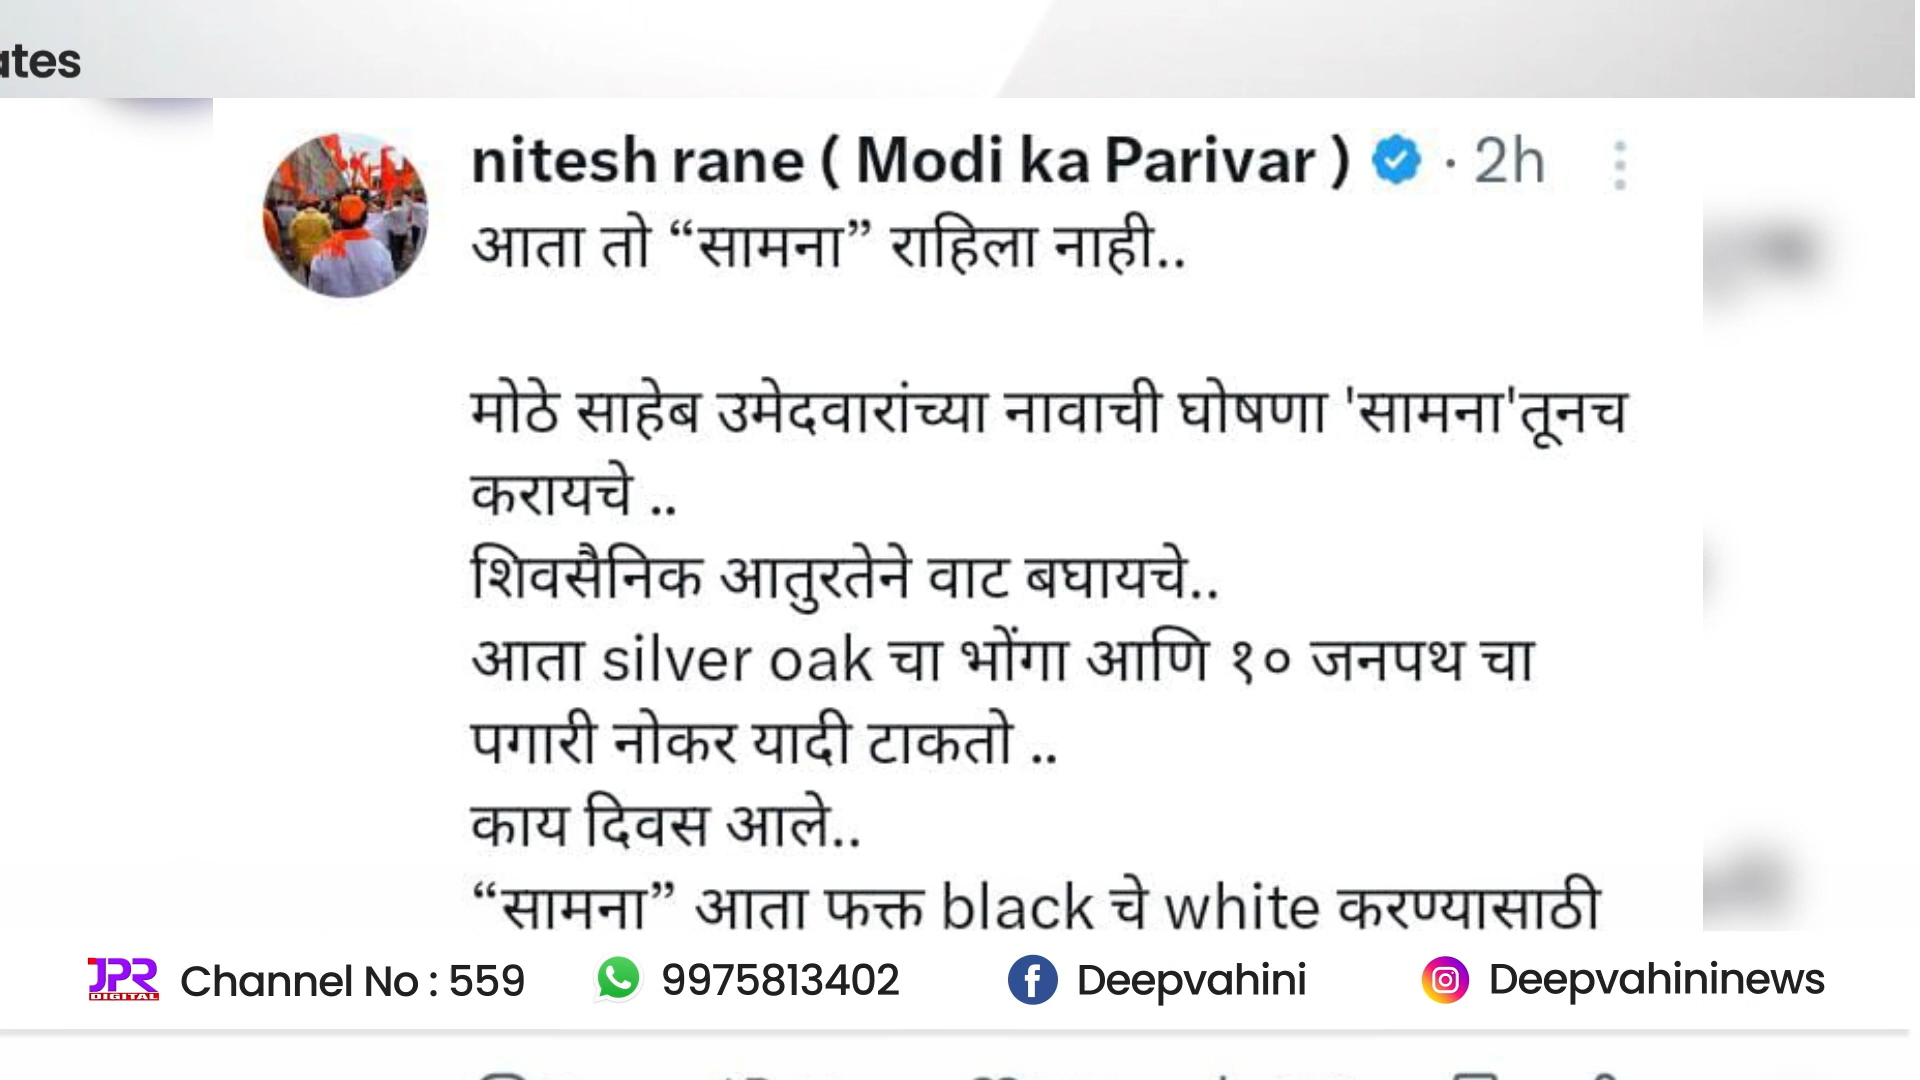 ates
nitesh rane ( Modi ka Parivar ) · 2h
आता तो “सामना” राहिला नाही..
मोठे साहेब उमेदवारांच्या नावाची घोषणा 'सामना'तूनच
करायचे ..
शिवसैनिक आतुरतेने वाट बघायचे..
आता silver oak चा भोंगा आणि १० जनपथ चा
पगारी नोकर यादी टाकतो ..
काय दिवस आले..
“सामना” आता फक्त black चे white करण्यासाठी
JPR DIGITAL Channel No : 559 9975813402 Deepvahini Deepvahininews